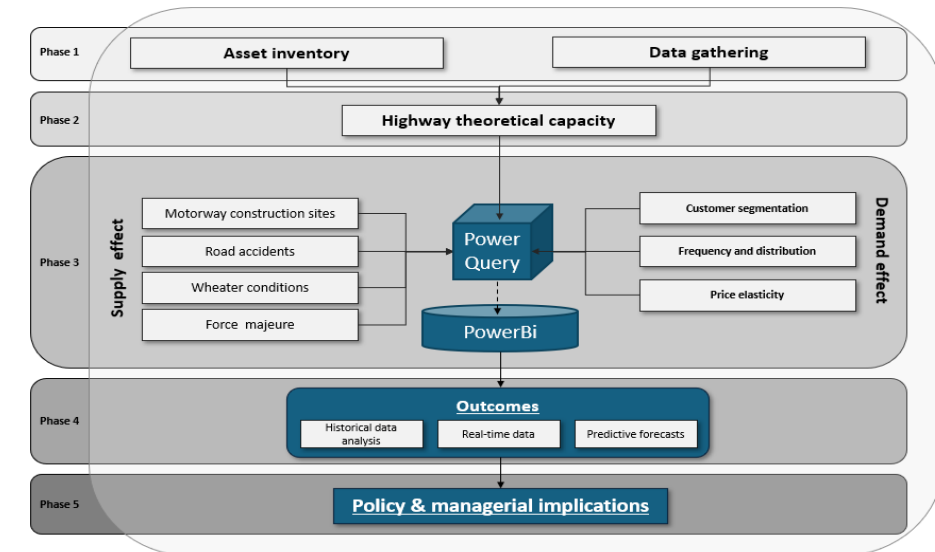 Phase 1
Asset inventory
Data gathering
Phase 2
Highway theoretical capacity
Phase 3
Supply effect
Motorway construction sites
Road accidents
Wheater conditions
Force majeure
Power
Query
PowerBi
Customer segmentation
Frequency and distribution
Price elasticity
Demand effect
Phase 4
Outcomes
Historical data
analysis
Real-time data
Predictive forecasts
Phase 5
Policy & managerial implications